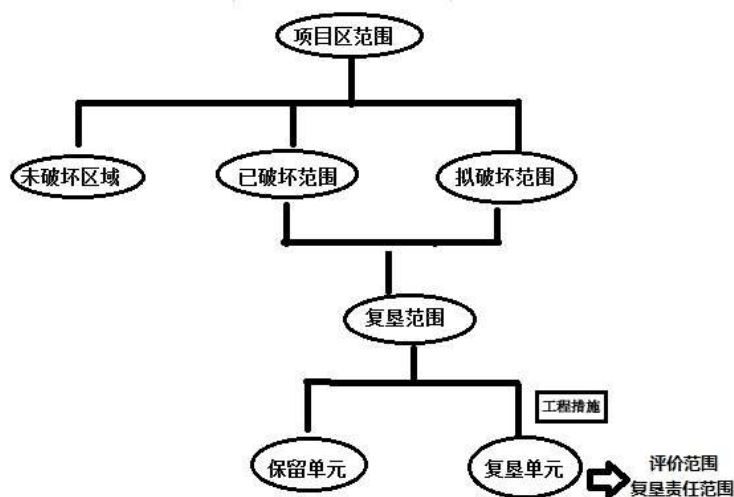 项目区范围
未破坏区域
已破坏范围
拟破坏范围
复垦范围
工程措施
保留单元
复垦单元
评价范围
复垦责任范围